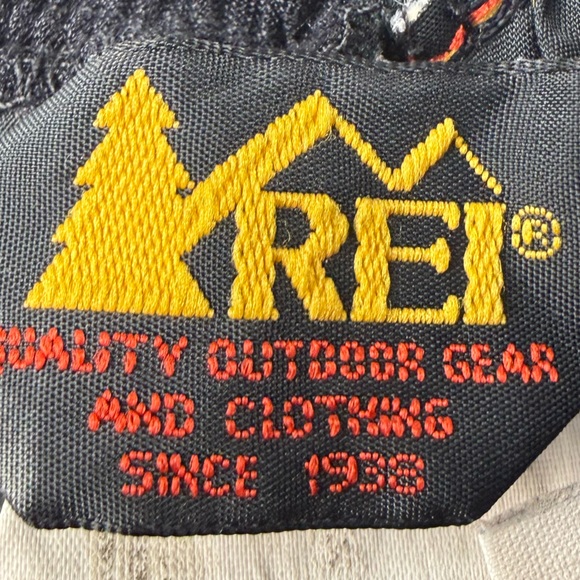 REI®
QUALITY OUTDOOR GEAR
AND CLOTHING
SINCE 1938